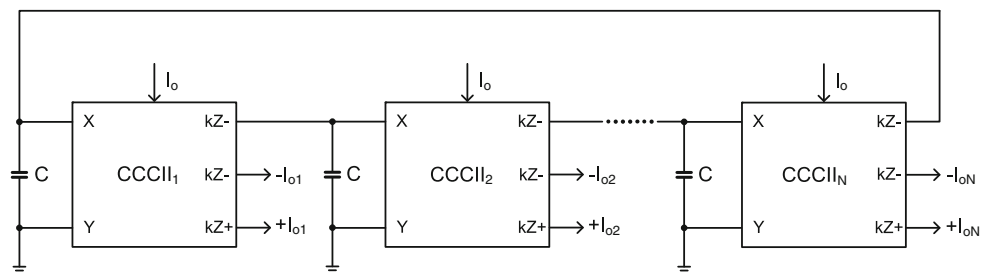 Iₒ
Iₒ
Iₒ
X
kZ-
X
kZ-
X
kZ-
C
CCCII₁
kZ-
-Iₒ₁
C
CCCII₂
kZ-
-Iₒ₂
C
CCCIIN
kZ-
-IₒN
Y
kZ+
+Iₒ₁
Y
kZ+
+Iₒ₂
Y
kZ+
+IₒN